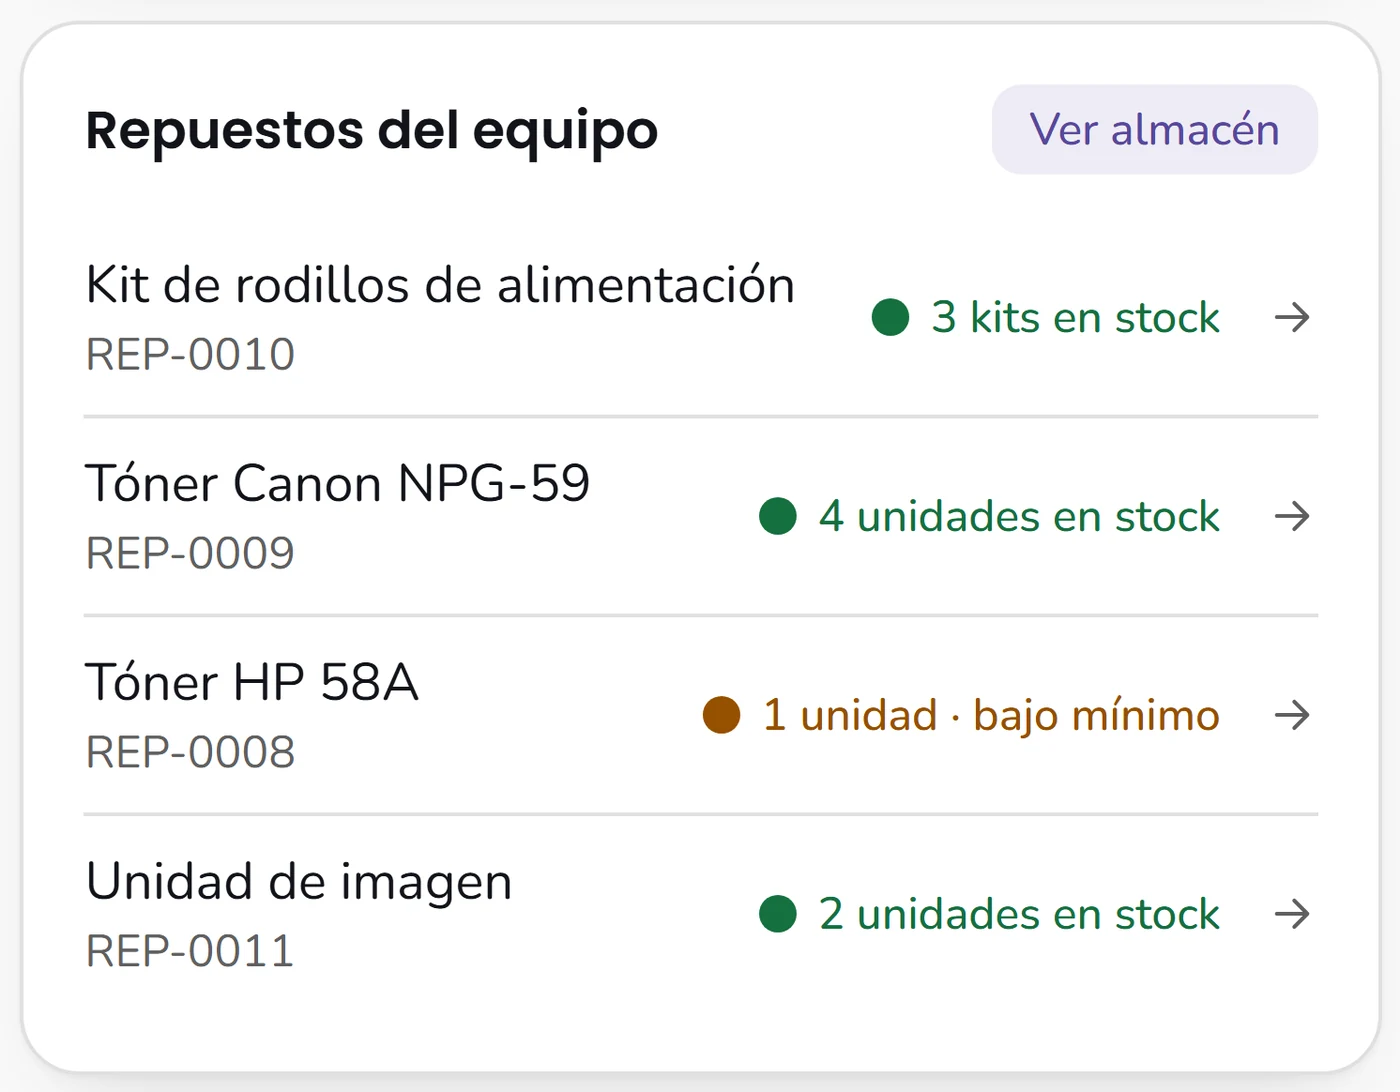 Repuestos del equipo
Ver almacén
Kit de rodillos de alimentación
REP-0010
3 kits en stock
Tóner Canon NPG-59
REP-0009
4 unidades en stock
Tóner HP 58A
REP-0008
1 unidad · bajo mínimo
Unidad de imagen
REP-0011
2 unidades en stock